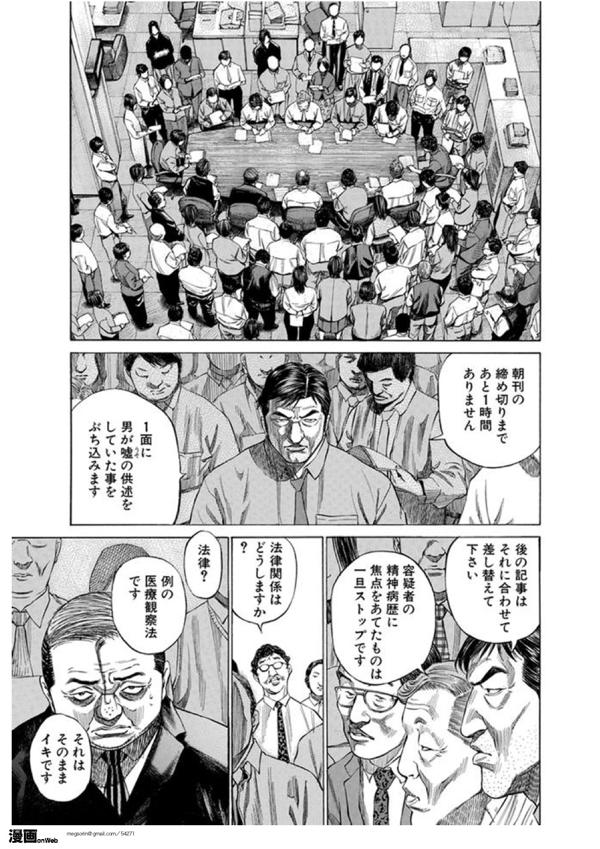 朝刊の
締め切りまで
あと1時間
ありません
1面に
男が嘘の供述を
していた事を
ぶち込みます
後の記事は
それに合わせて
差し替えて
下さい
容疑者の
精神病歴に
焦点をあてたものは
一旦ストップです
法律関係は
どうしますか
?
法律?
例の
医療観察法
です
それは
そのまま
イキです
漫画onWeb
megaorin@gmail.com/54271